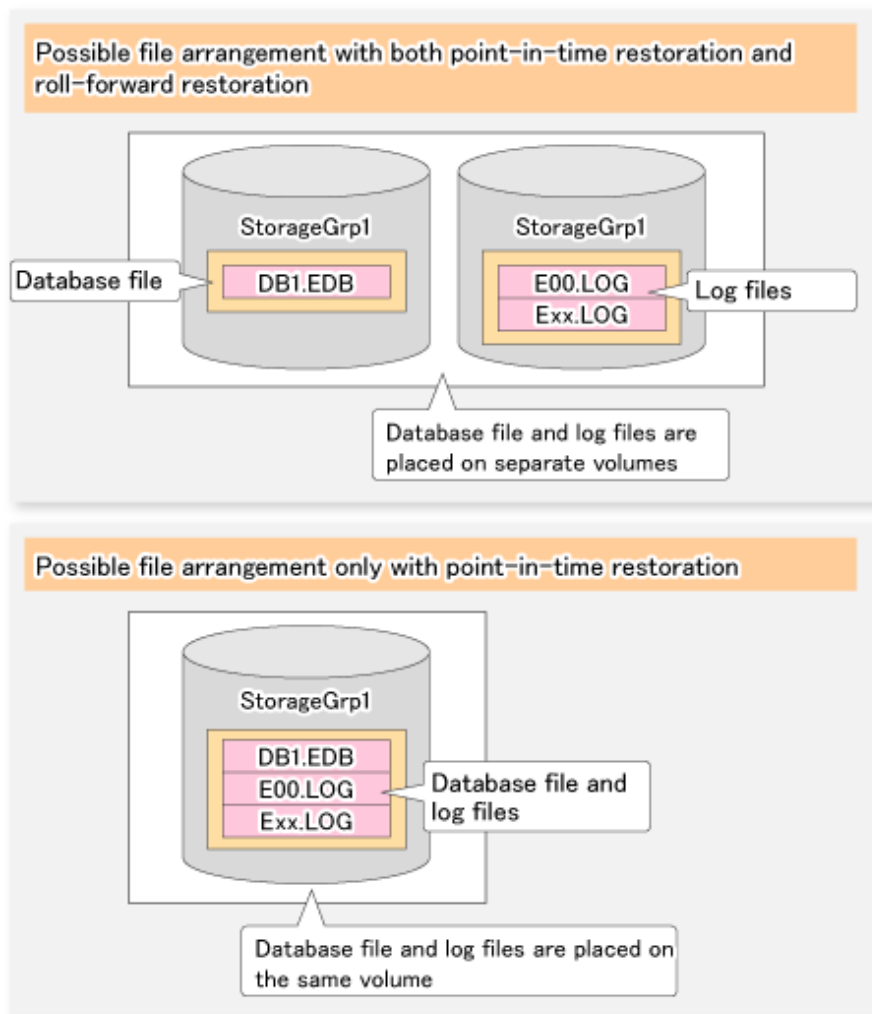 Possible file arrangement with both point-in-time restoration and
roll-forward restoration
StorageGrp1
StorageGrp1
Database file
DB1.EDB
E00.LOG
Exx.LOG
Log files
Database file and log files are
placed on separate volumes
Possible file arrangement only with point-in-time restoration
StorageGrp1
DB1.EDB
E00.LOG
Exx.LOG
Database file and
log files
Database file and log files are placed on
the same volume